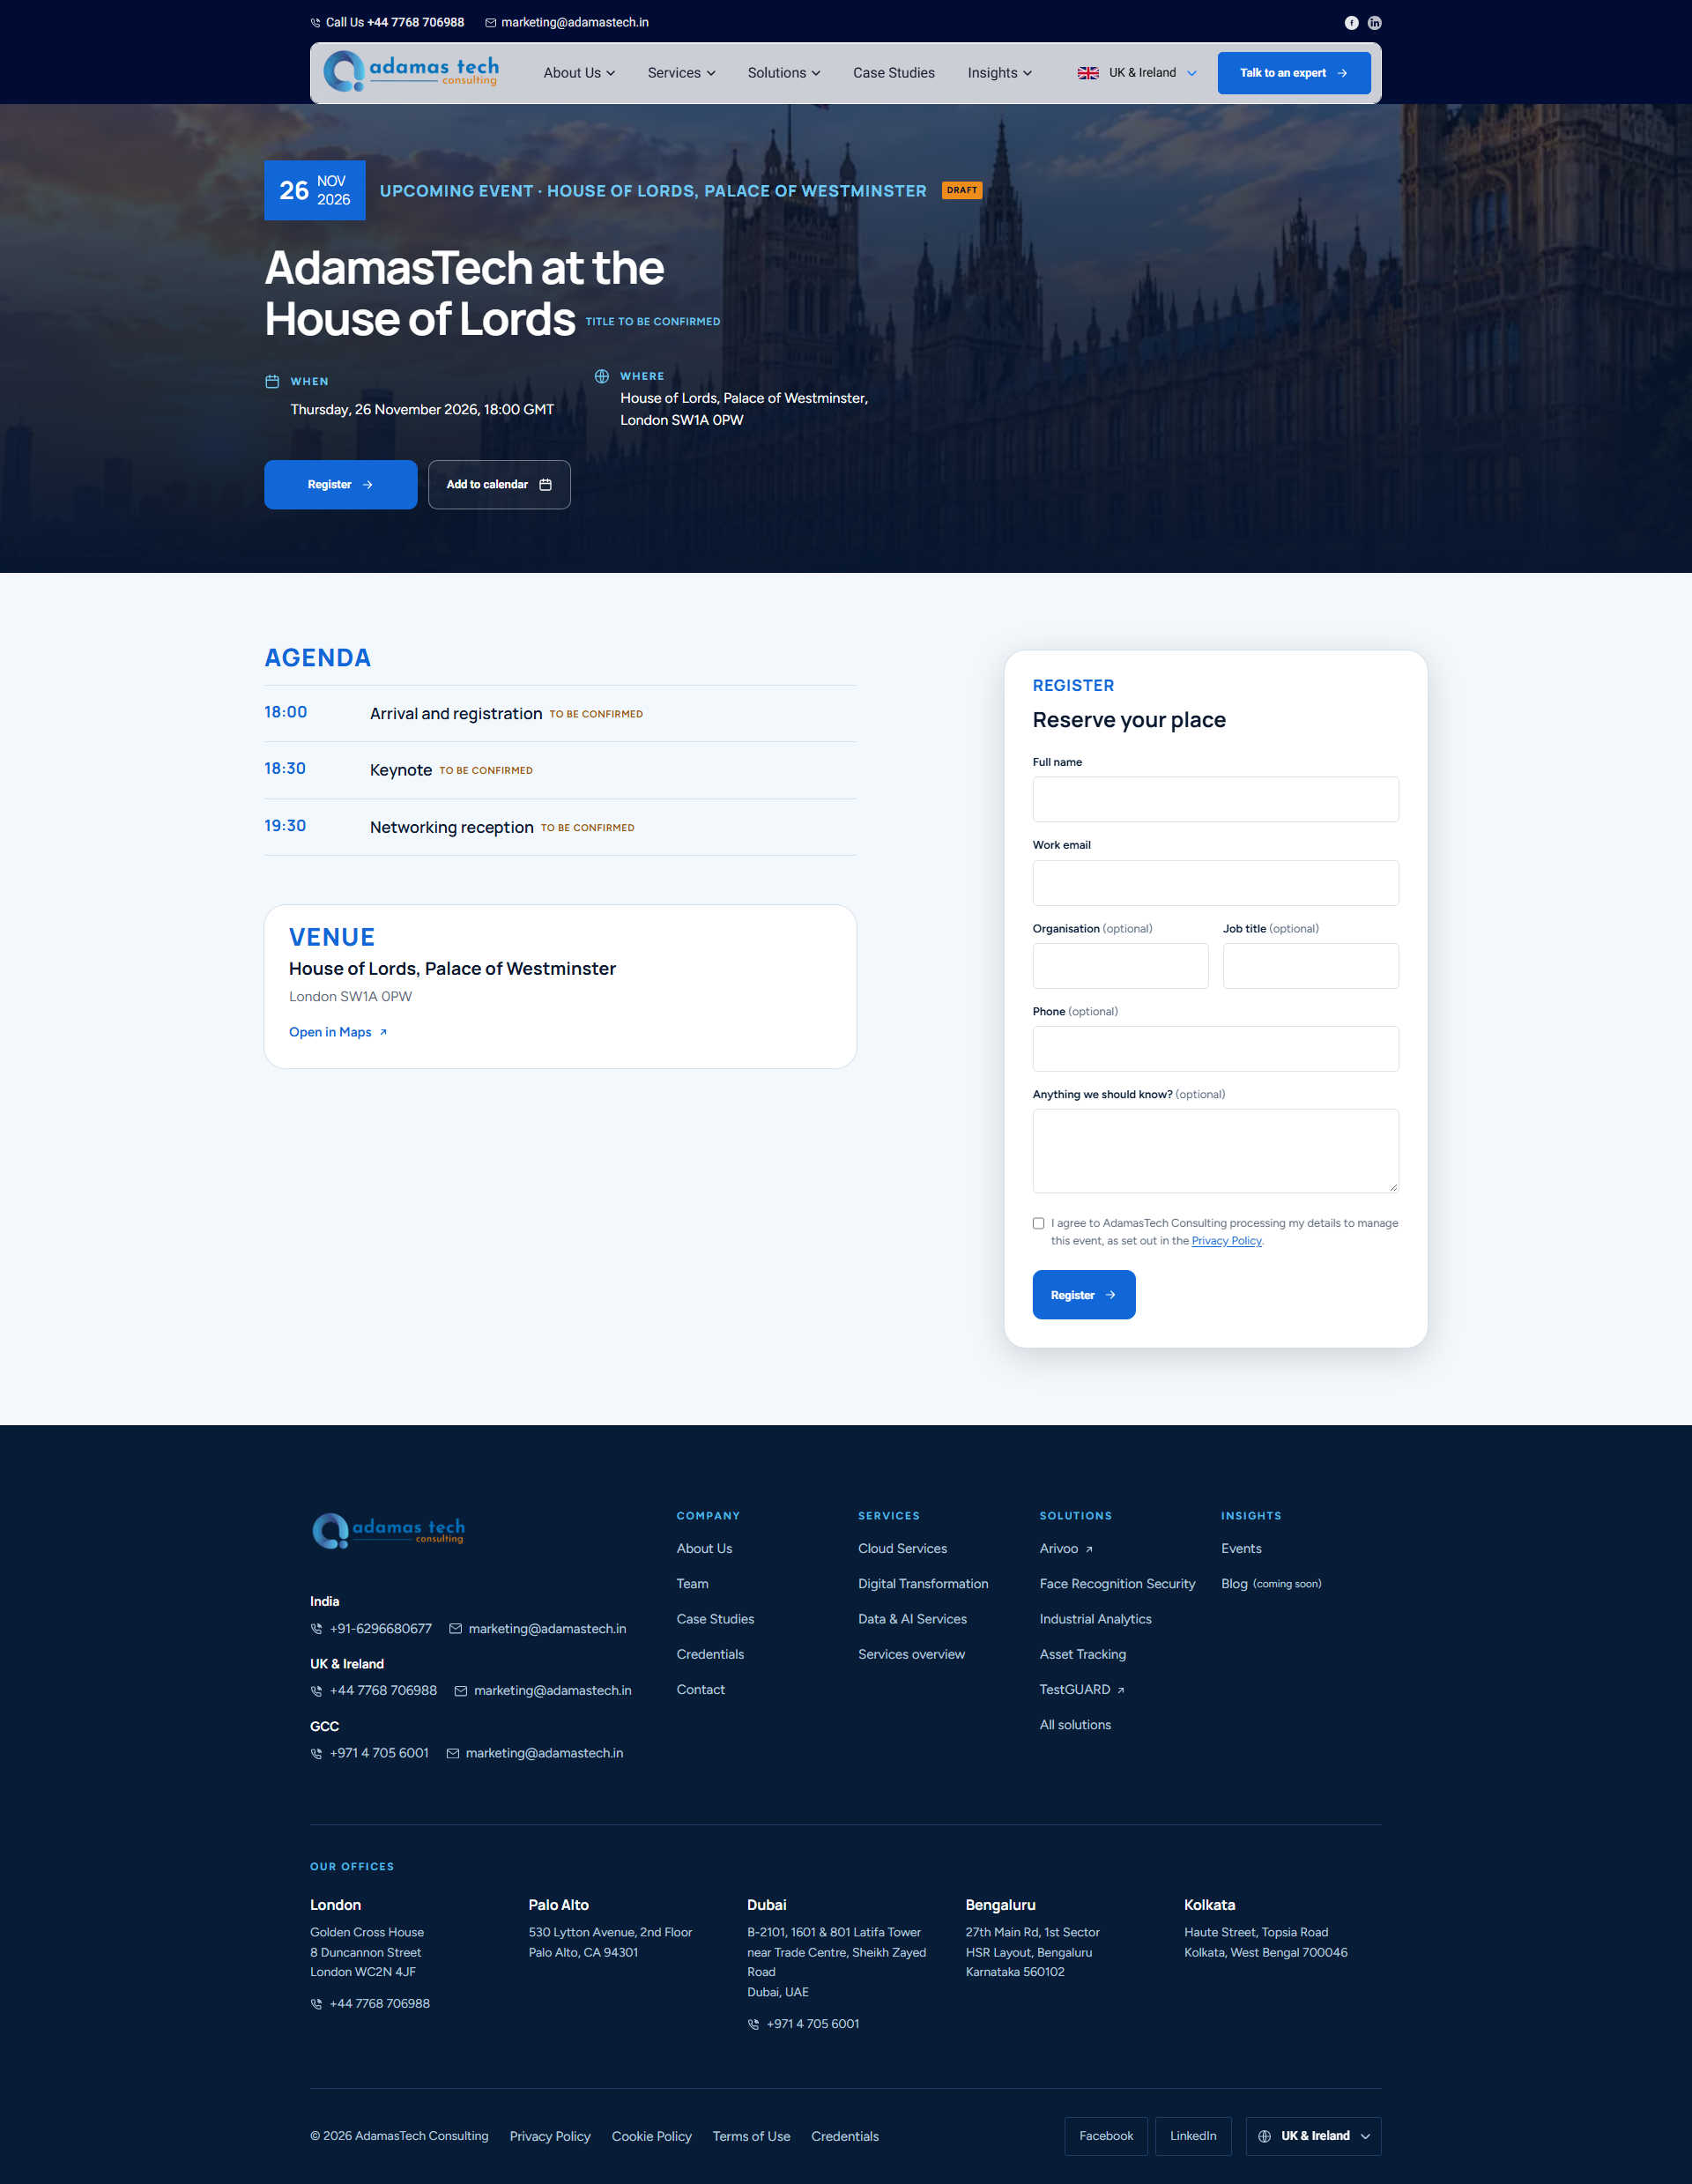 Call Us +44 7768 706988
marketing@adamastech.in
adamas tech
consulting
About Us
Services
Solutions
Case Studies
Insights
UK & Ireland
Talk to an expert
26
NOV
2026
UPCOMING EVENT · HOUSE OF LORDS, PALACE OF WESTMINSTER
DRAFT
AdamasTech at the
House of Lords TITLE TO BE CONFIRMED
WHEN
Thursday, 26 November 2026, 18:00 GMT
WHERE
House of Lords, Palace of Westminster,
London SW1A 0PW
Register
Add to calendar
AGENDA
18:00 Arrival and registration TO BE CONFIRMED
18:30 Keynote TO BE CONFIRMED
19:30 Networking reception TO BE CONFIRMED
VENUE
House of Lords, Palace of Westminster
London SW1A 0PW
Open in Maps
REGISTER
Reserve your place
Full name
Work email
Organisation (optional)
Job title (optional)
Phone (optional)
Anything we should know? (optional)
I agree to AdamasTech Consulting processing my details to manage
this event, as set out in the Privacy Policy.
Register
adamas tech
consulting
India
+91-6296680677
marketing@adamastech.in
UK & Ireland
+44 7768 706988
marketing@adamastech.in
GCC
+971 4 705 6001
marketing@adamastech.in
COMPANY
About Us
Team
Case Studies
Credentials
Contact
SERVICES
Cloud Services
Digital Transformation
Data & AI Services
Services overview
SOLUTIONS
Arivoo
Face Recognition Security
Industrial Analytics
Asset Tracking
TestGUARD
All solutions
INSIGHTS
Events
Blog (coming soon)
OUR OFFICES
London
Golden Cross House
8 Duncannon Street
London WC2N 4JF
+44 7768 706988
Palo Alto
530 Lytton Avenue, 2nd Floor
Palo Alto, CA 94301
Dubai
B-2101, 1601 & 801 Latifa Tower
near Trade Centre, Sheikh Zayed
Road
Dubai, UAE
+971 4 705 6001
Bengaluru
27th Main Rd, 1st Sector
HSR Layout, Bengaluru
Karnataka 560102
Kolkata
Haute Street, Topsia Road
Kolkata, West Bengal 700046
© 2026 AdamasTech Consulting
Privacy Policy
Cookie Policy
Terms of Use
Credentials
Facebook
LinkedIn
UK & Ireland